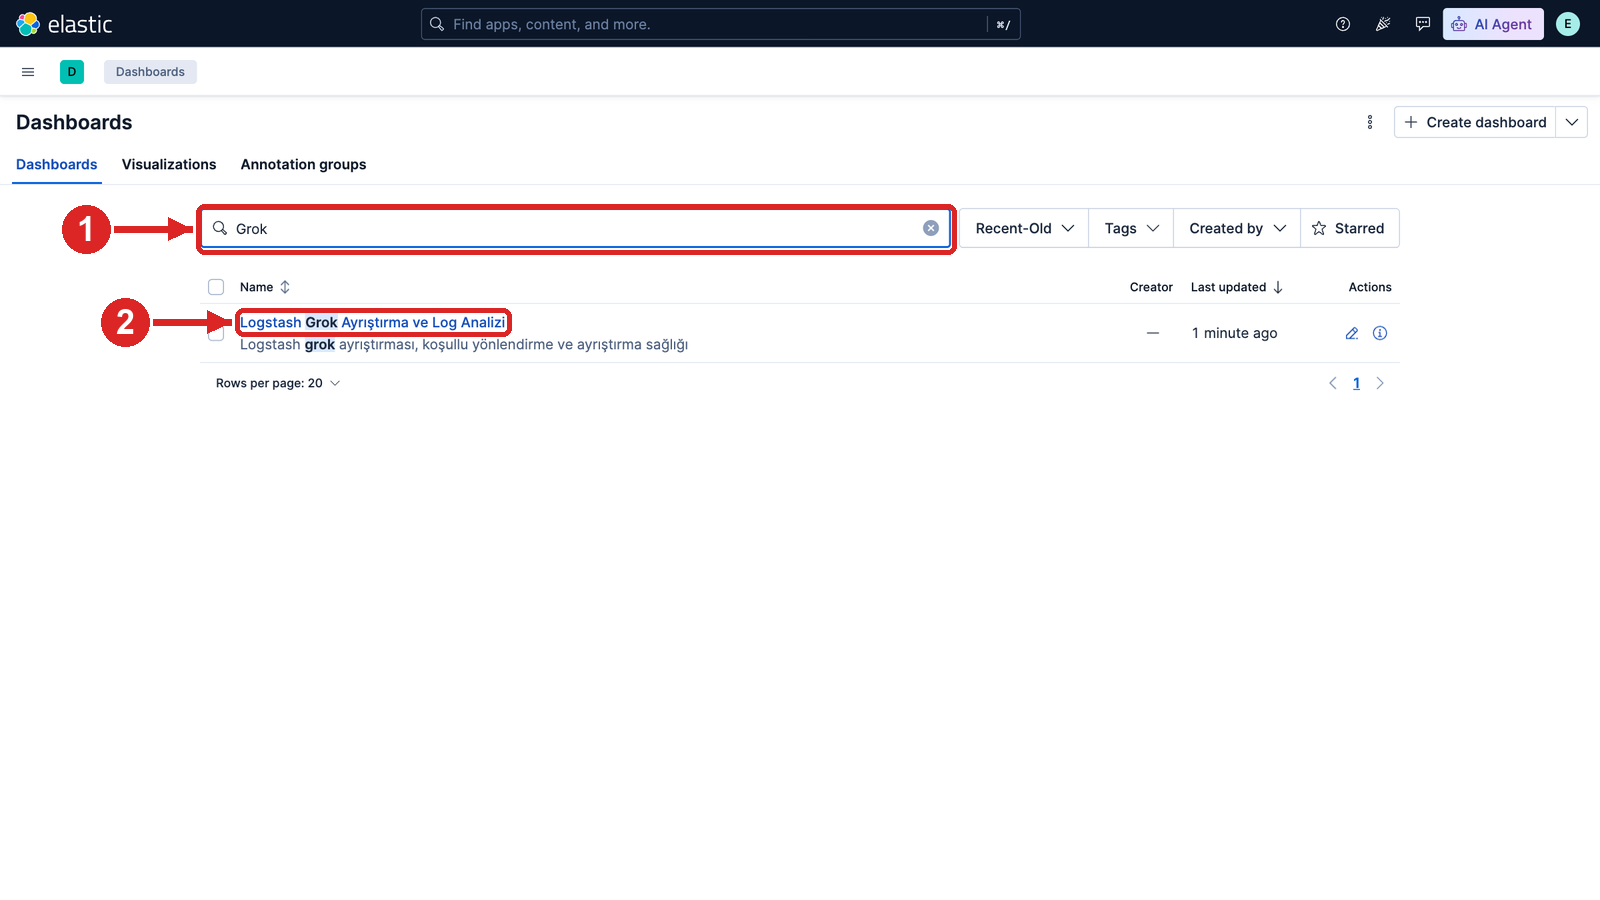 elastic
Find apps, content, and more.
⌘/
AI Agent
E
D
Dashboards
Dashboards
Create dashboard
Dashboards
Visualizations
Annotation groups
1
Grok
Recent-Old
Tags
Created by
Starred
Name
Creator
Last updated
Actions
2
Logstash Grok Ayrıştırma ve Log Analizi
Logstash grok ayrıştırması, koşullu yönlendirme ve ayrıştırma sağlığı
—
1 minute ago
Rows per page: 20
1